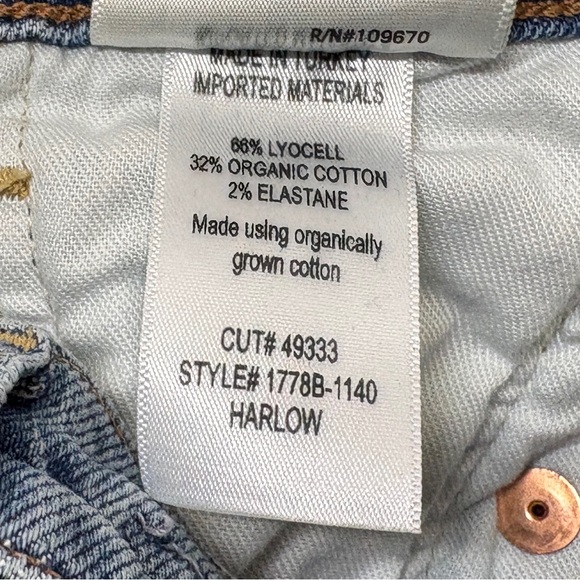 R/N#109670
MADE IN TURKEY
IMPORTED MATERIALS
66% LYOCELL
32% ORGANIC COTTON
2% ELASTANE
Made using organically
grown cotton
CUT# 49333
STYLE# 1778B-1140
HARLOW